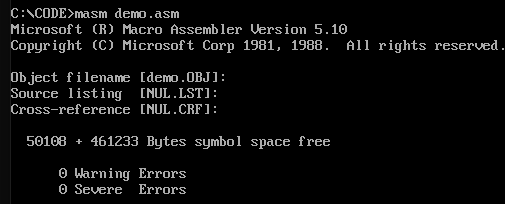 C:\CODE>masm demo.asm
Microsoft (R) Macro Assembler Version 5.10
Copyright (C) Microsoft Corp 1981, 1988.  All rights reserved.
Object filename [demo.OBJ]:
Source listing  [NUL.LST]:
Cross-reference [NUL.CRF]:
50108 + 461233 Bytes symbol space free
0 Warning Errors
0 Severe  Errors